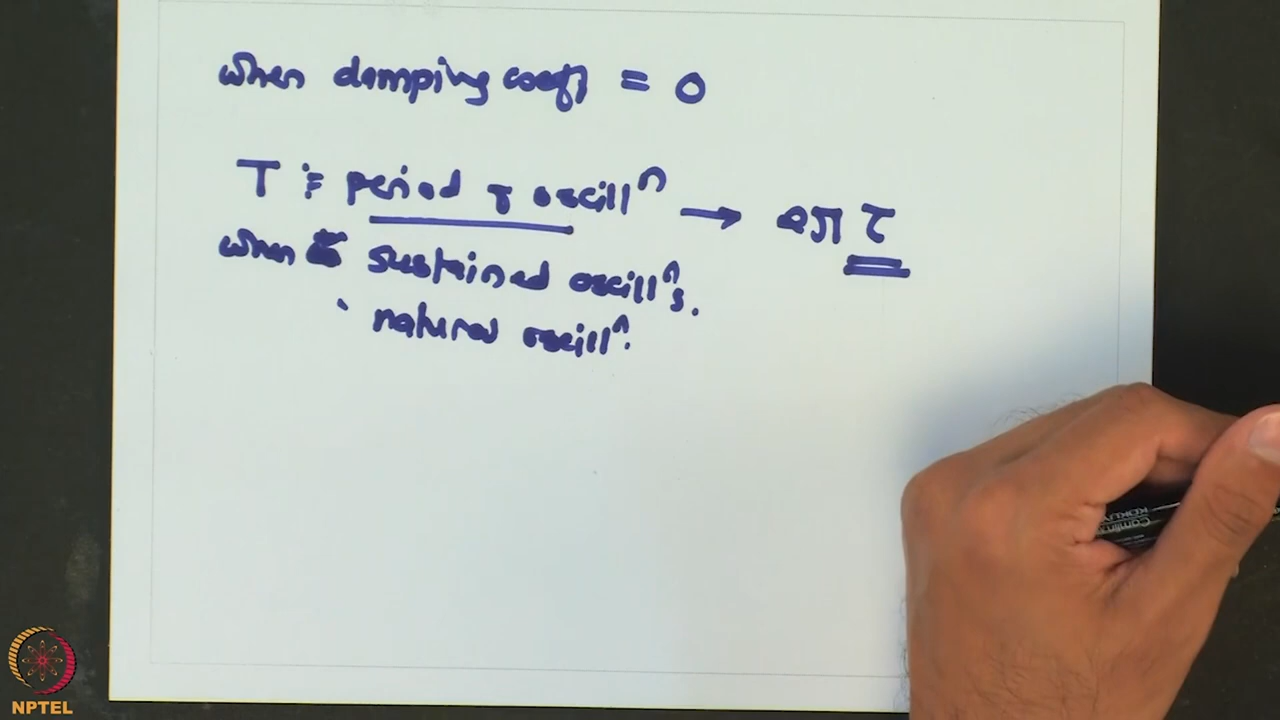 when damping coeff = 0
T : period of oscillⁿ → 2π τ
when sustained oscillⁿs.
natural oscillⁿ.
NPTEL